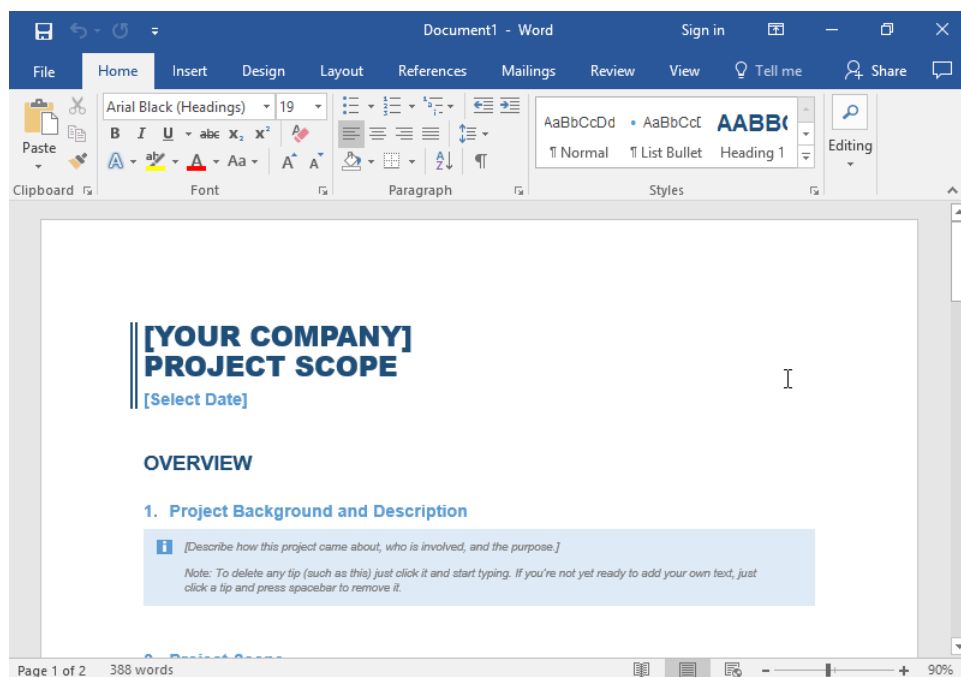 Document1 - Word Sign in
File Home Insert Design Layout References Mailings Review View Tell me Share
Arial Black (Headings) 19
B I U abc X₂ X²
A aby A Aa A A
A Z
¶
Paste
AaBbCcDd • AaBbCcD AABB
¶ Normal ¶ List Bullet Heading 1
Editing
Clipboard Font Paragraph Styles
[YOUR COMPANY]
PROJECT SCOPE
[Select Date]
OVERVIEW
1. Project Background and Description
[Describe how this project came about, who is involved, and the purpose.]
Note: To delete any tip (such as this) just click it and start typing. If you're not yet ready to add your own text, just
click a tip and press spacebar to remove it.
Page 1 of 2 388 words 90%